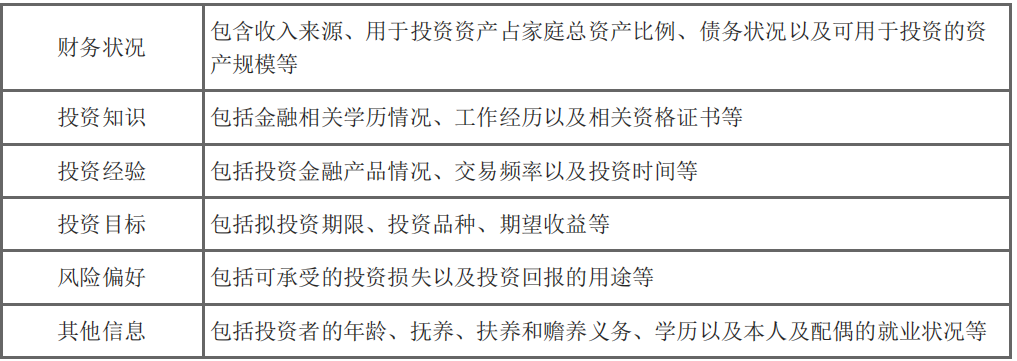 财务状况
包含收入来源、用于投资资产占家庭总资产比例、债务状况以及可用于投资的资
产规模等
投资知识
包括金融相关学历情况、工作经历以及相关资格证书等
投资经验
包括投资金融产品情况、交易频率以及投资时间等
投资目标
包括拟投资期限、投资品种、期望收益等
风险偏好
包括可承受的投资损失以及投资回报的用途等
其他信息
包括投资者的年龄、抚养、扶养和赡养义务、学历以及本人及配偶的就业状况等